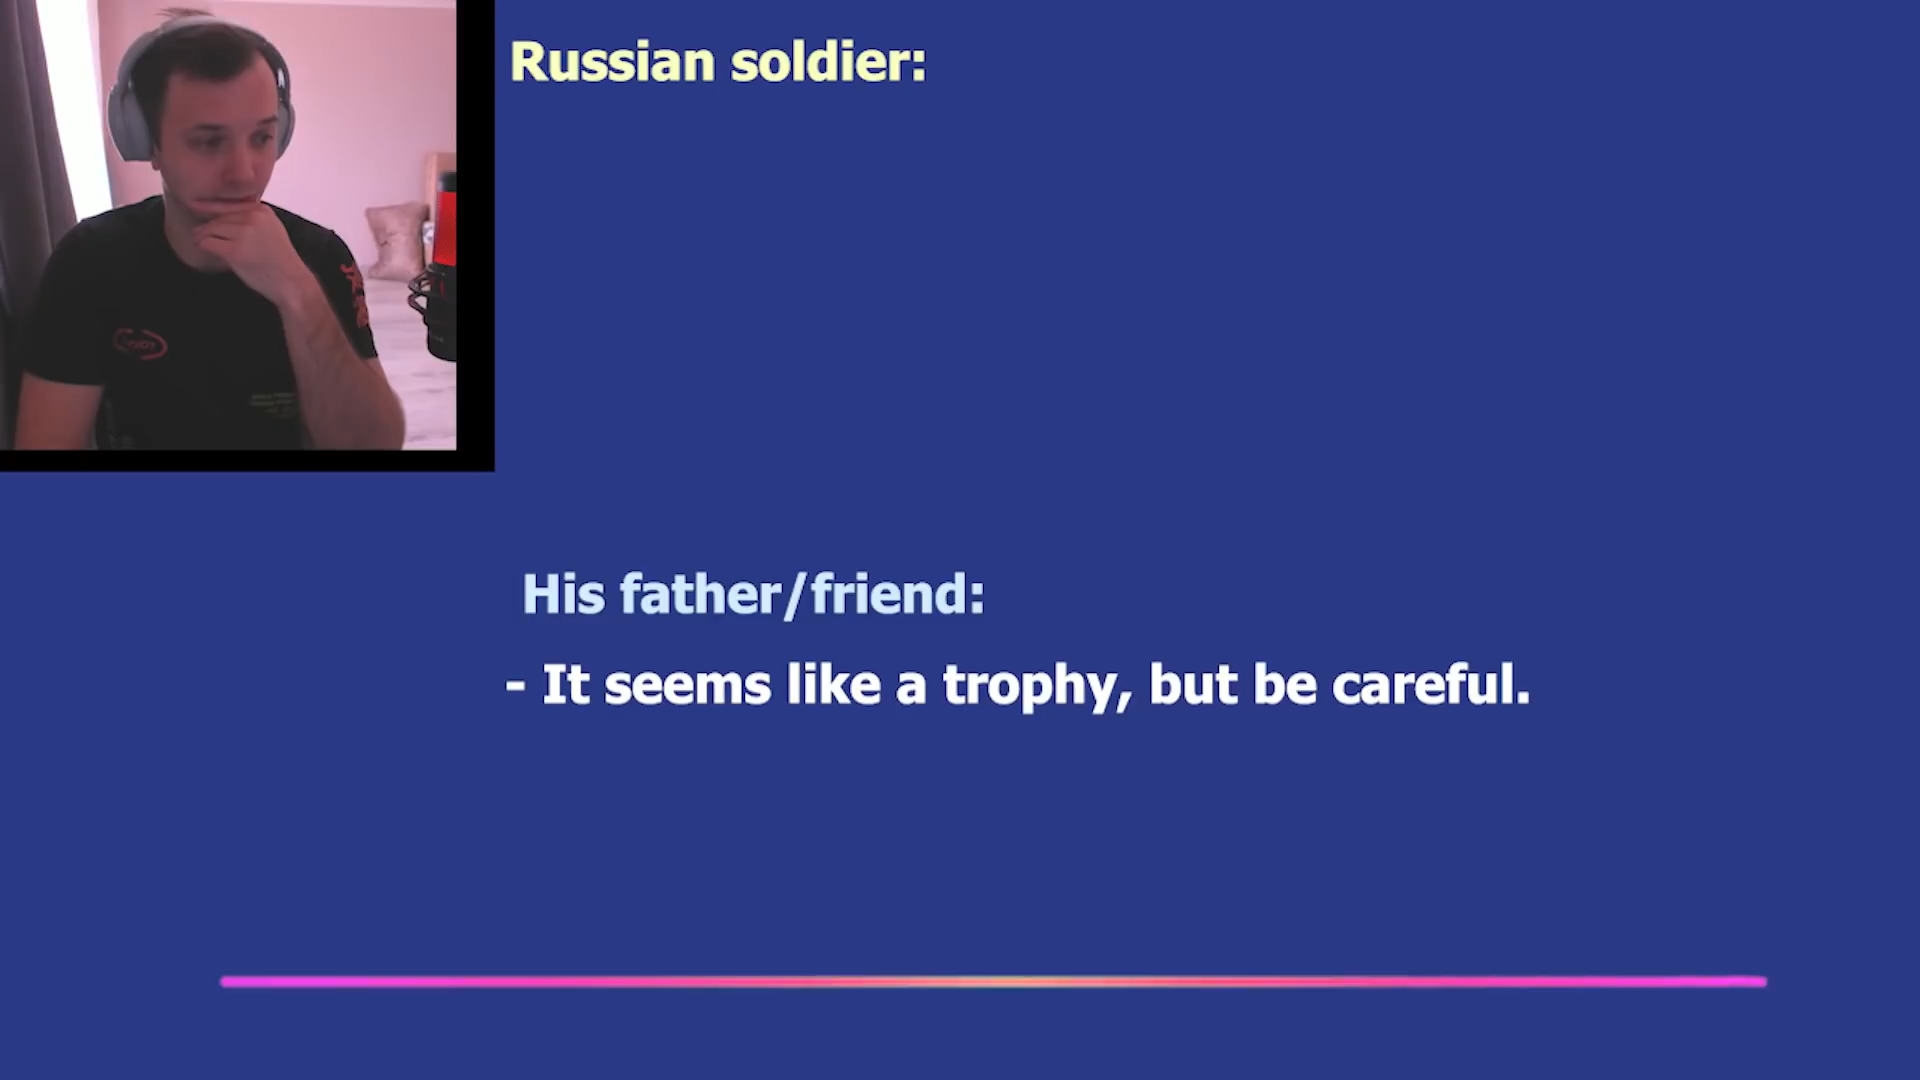 Russian soldier:
His father/friend:
- It seems like a trophy, but be careful.